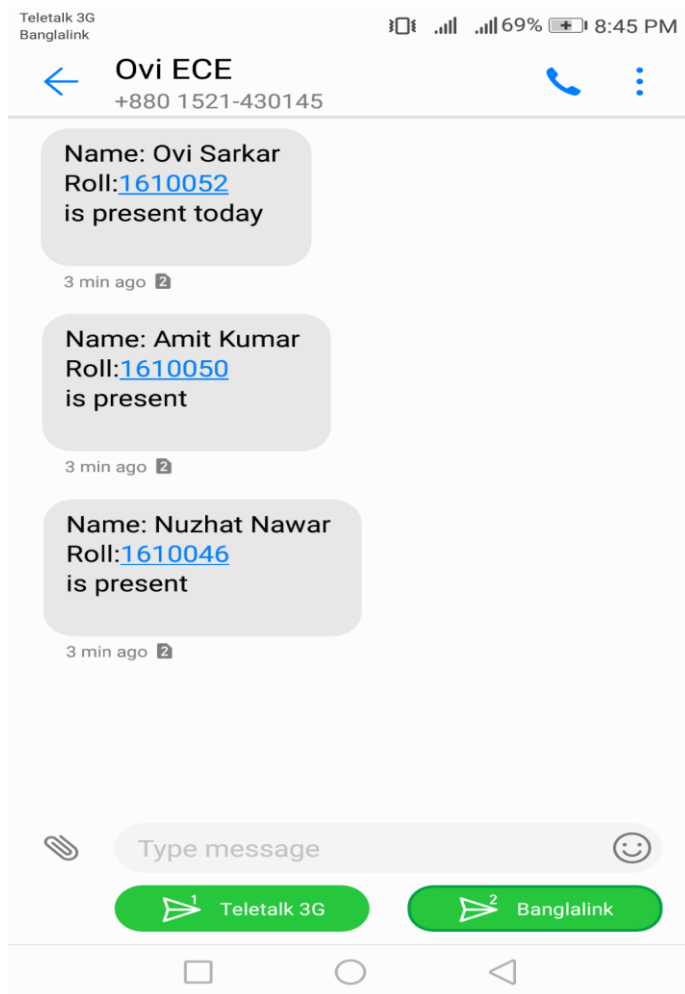 Teletalk 3G
Banglalink
69% 8:45 PM
Ovi ECE
+880 1521-430145
Name: Ovi Sarkar
Roll:1610052
is present today
3 min ago 2
Name: Amit Kumar
Roll:1610050
is present
3 min ago 2
Name: Nuzhat Nawar
Roll:1610046
is present
3 min ago 2
Type message
1 Teletalk 3G
2 Banglalink